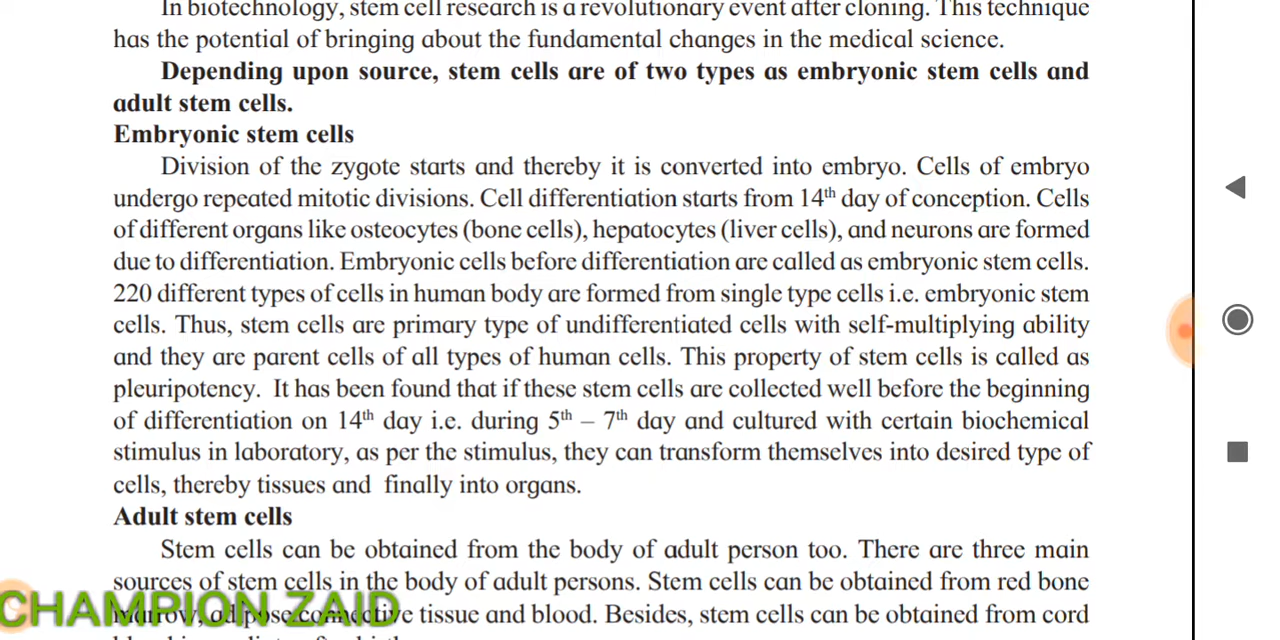 In biotechnology, stem cell research is a revolutionary event after cloning. This technique
has the potential of bringing about the fundamental changes in the medical science.
Depending upon source, stem cells are of two types as embryonic stem cells and
adult stem cells.
Embryonic stem cells
Division of the zygote starts and thereby it is converted into embryo. Cells of embryo
undergo repeated mitotic divisions. Cell differentiation starts from 14th day of conception. Cells
of different organs like osteocytes (bone cells), hepatocytes (liver cells), and neurons are formed
due to differentiation. Embryonic cells before differentiation are called as embryonic stem cells.
220 different types of cells in human body are formed from single type cells i.e. embryonic stem
cells. Thus, stem cells are primary type of undifferentiated cells with self-multiplying ability
and they are parent cells of all types of human cells. This property of stem cells is called as
pleuripotency. It has been found that if these stem cells are collected well before the beginning
of differentiation on 14th day i.e. during 5th – 7th day and cultured with certain biochemical
stimulus in laboratory, as per the stimulus, they can transform themselves into desired type of
cells, thereby tissues and finally into organs.
Adult stem cells
Stem cells can be obtained from the body of adult person too. There are three main
sources of stem cells in the body of adult persons. Stem cells can be obtained from red bone
marrow, adipose connective tissue and blood. Besides, stem cells can be obtained from cord
CHAMPION ZAID